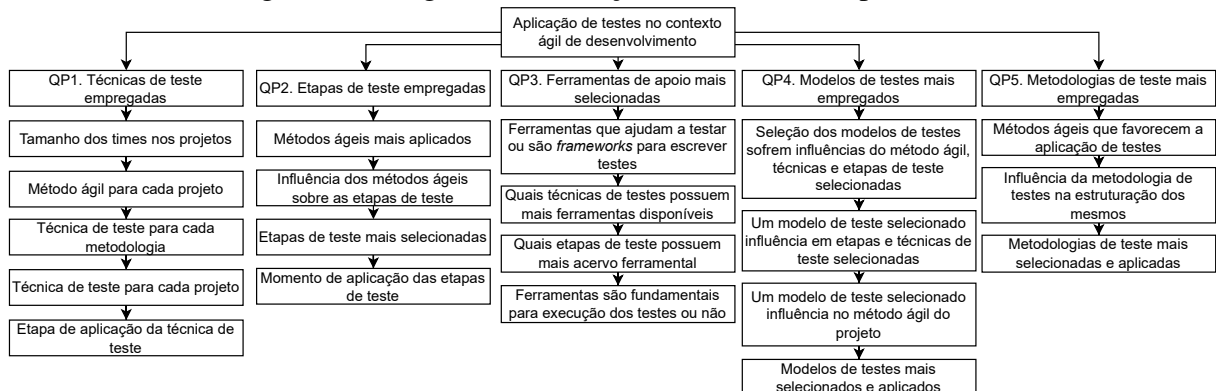 Aplicação de testes no contexto
ágil de desenvolvimento
QP1. Técnicas de teste
empregadas
Tamanho dos times nos projetos
Método ágil para cada projeto
Técnica de teste para cada
metodologia
Técnica de teste para cada projeto
Etapa de aplicação da técnica de
teste
QP2. Etapas de teste empregadas
Métodos ágeis mais aplicados
Influência dos métodos ágeis
sobre as etapas de teste
Etapas de teste mais selecionadas
Momento de aplicação das etapas
de teste
QP3. Ferramentas de apoio mais
selecionadas
Ferramentas que ajudam a testar
ou são frameworks para escrever
testes
Quais técnicas de testes possuem
mais ferramentas disponíveis
Quais etapas de teste possuem
mais acervo ferramental
Ferramentas são fundamentais
para execução dos testes ou não
QP4. Modelos de testes mais
empregados
Seleção dos modelos de testes
sofrem influências do método ágil,
técnicas e etapas de teste
selecionadas
Um modelo de teste selecionado
influência em etapas e técnicas de
teste selecionadas
Um modelo de teste selecionado
influência no método ágil do
projeto
Modelos de testes mais
selecionados e aplicados
QP5. Metodologias de teste mais
empregadas
Métodos ágeis que favorecem a
aplicação de testes
Influência da metodologia de
testes na estruturação dos
mesmos
Metodologias de teste mais
selecionadas e aplicadas